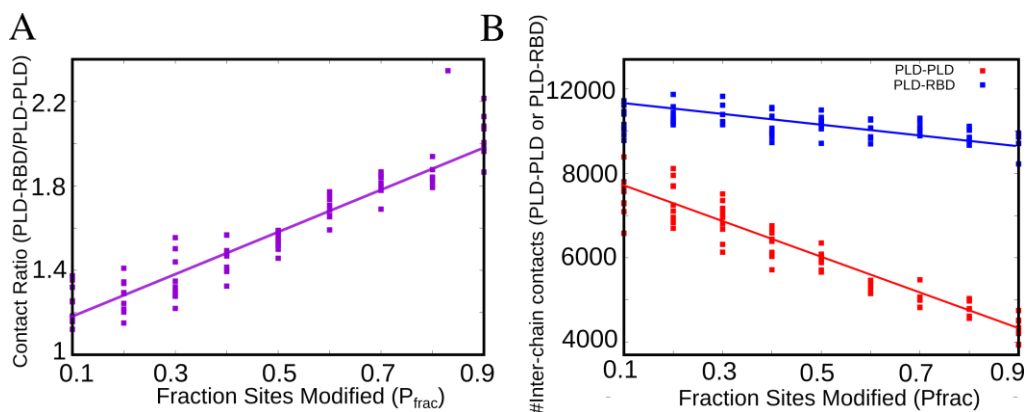 A
Contact Ratio (PLD-RBD/PLD-PLD)
2.2
1.8
1.4
1
0.1
0.3
0.5
0.7
0.9
Fraction Sites Modified (Pfrac)
B
#Inter-chain contacts (PLD-PLD or PLD-RBD)
PLD-PLD
PLD-RBD
12000
8000
6000
4000
0.1
0.3
0.5
0.7
0.9
Fraction Sites Modified (Pfrac)